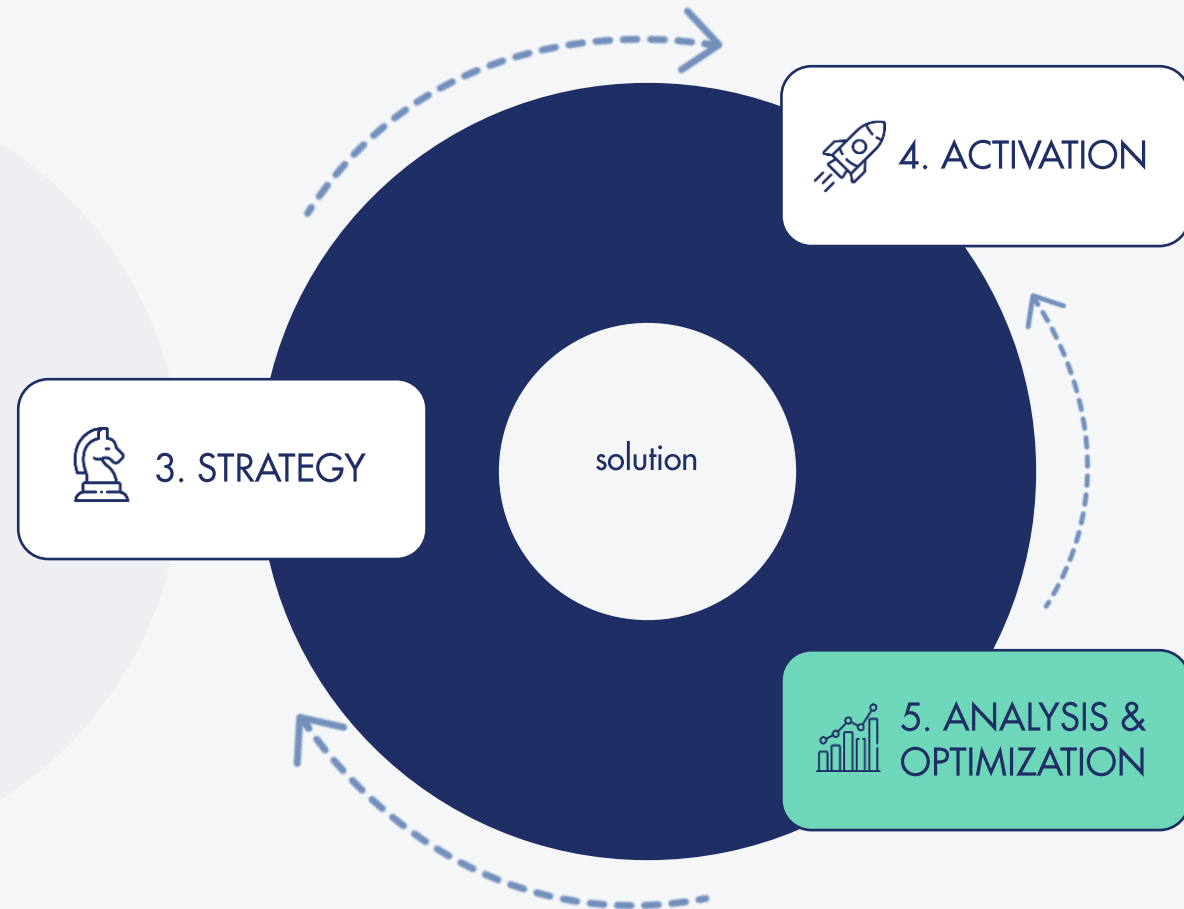 4. ACTIVATION
3. STRATEGY
solution
5. ANALYSIS &
OPTIMIZATION